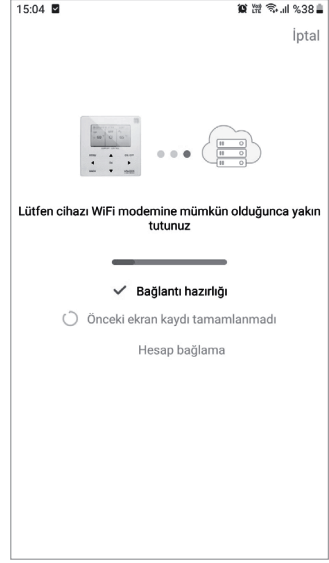 15:04
%38
İptal
Lütfen cihazı WiFi modemine mümkün olduğunca yakın
tutunuz
Bağlantı hazırlığı
Önceki ekran kaydı tamamlanmadı
Hesap bağlama